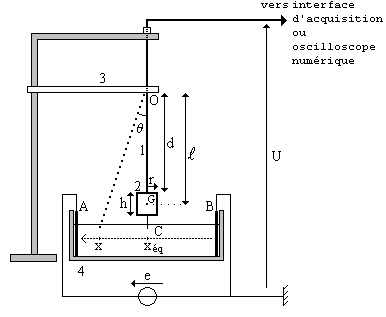 vers interface
d'acquisition
ou
oscilloscope
numérique
3
O
θ
d
1
ℓ
U
2
r
h
G
A
B
C
x
xéq
4
e